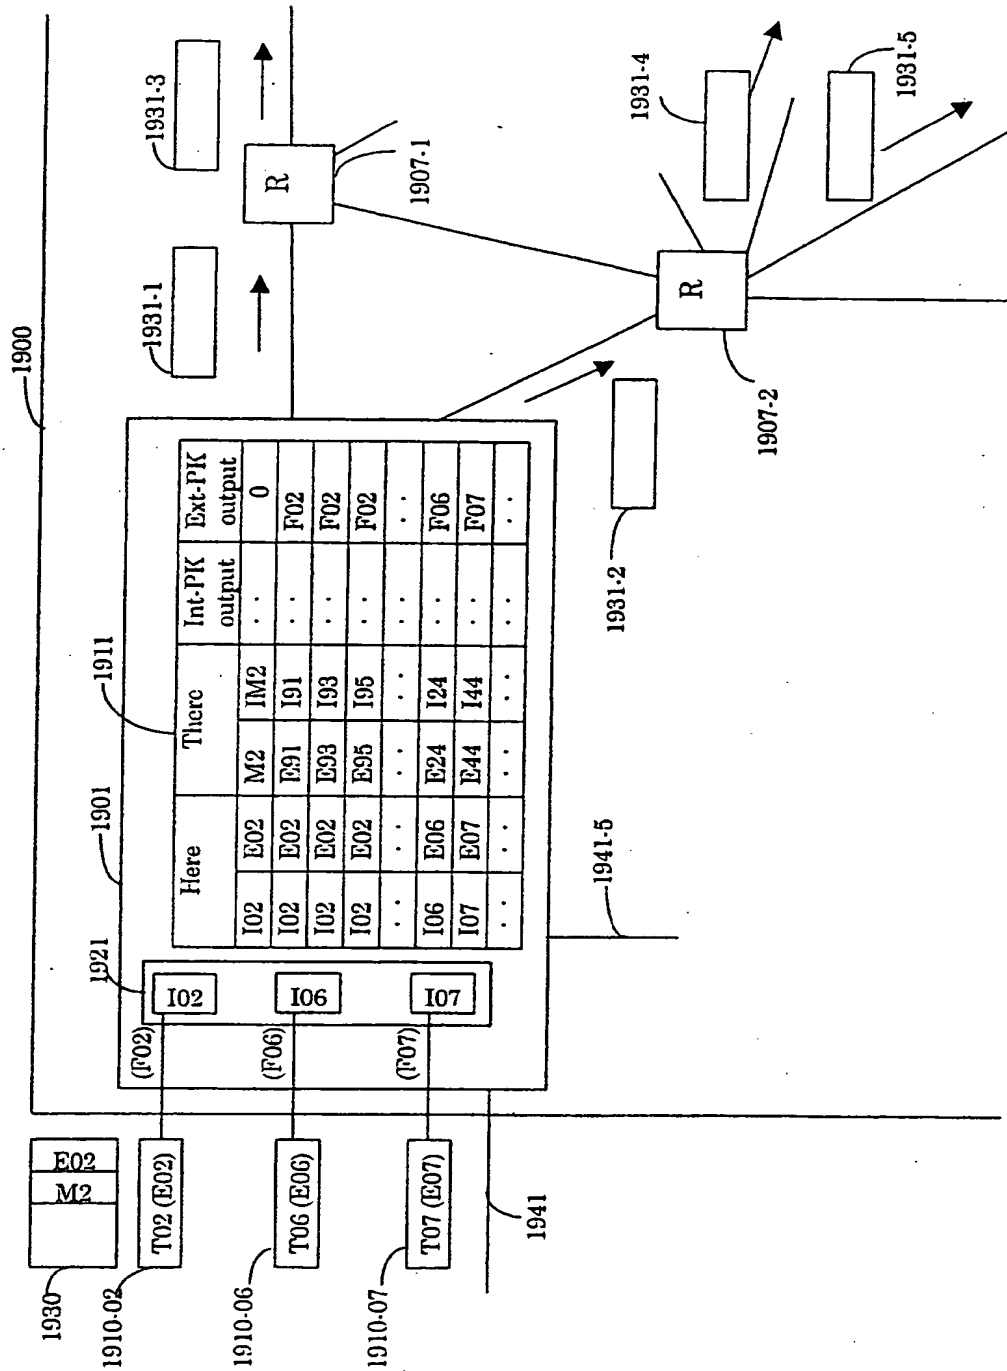 1900
1931-3
1931-1
R
1907-1
1931-4
1931-5
R
1907-2
1931-2
1901
1911
1921
Here There Int-PK output Ext-PK output
I02 E02 M2 IM2 . . 0
I02 E02 E91 I91 . . F02
I02 E02 E93 I93 . . F02
I02 E02 E95 I95 . . F02
. . . . . . . . . . . .
I06 E06 E24 I24 . . F06
I07 E07 E44 I44 . . F07
. . . . . . . . . . . .
I02
I06
I07
(F02)
(F06)
(F07)
E02
M2
1930
T02 (E02)
1910-02
T06 (E06)
1910-06
T07 (E07)
1910-07
1941
1941-5